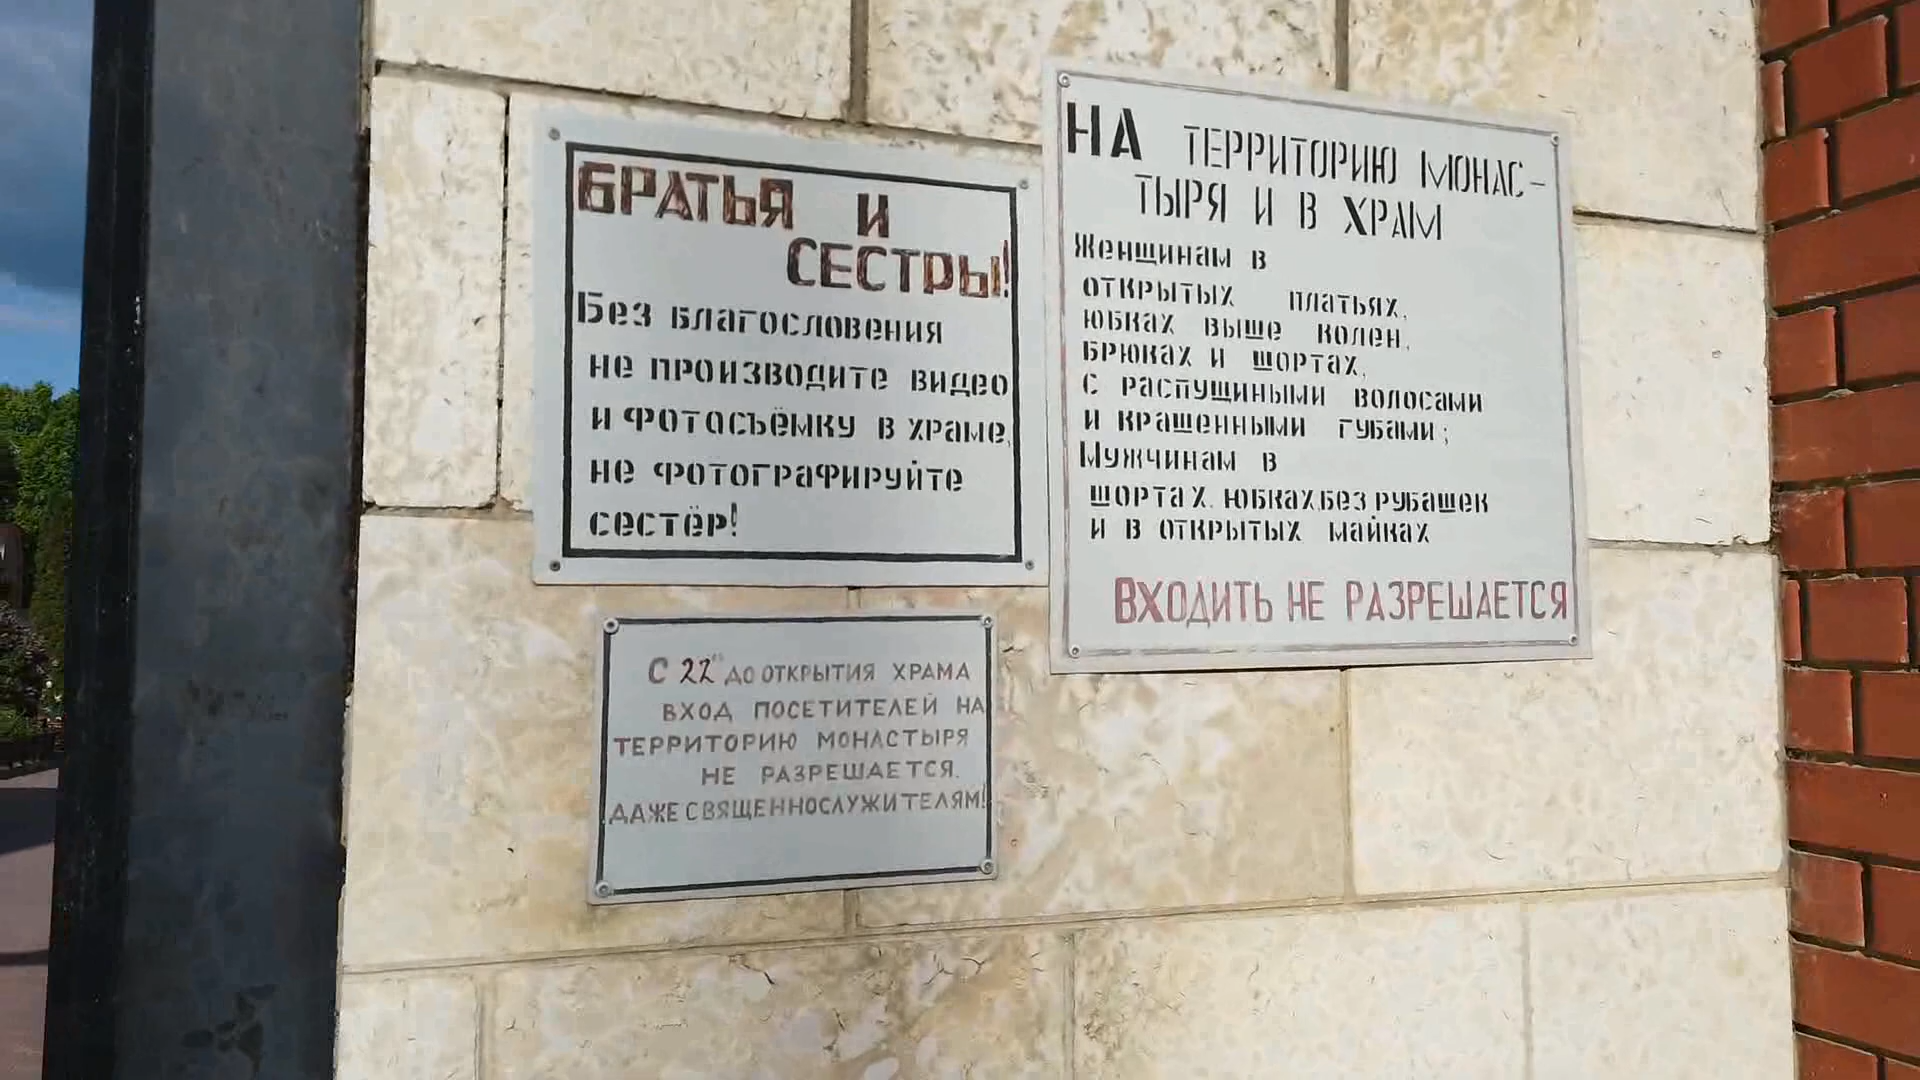 БРАТЬЯ И
СЕСТРЫ!
Без благословения
не производите видео
и фотосъёмку в храме,
не фотографируйте
сестёр!
НА ТЕРРИТОРИЮ МОНАС-
ТЫРЯ И В ХРАМ
Женщинам в
открытых платьях,
юбках выше колен,
брюках и шортах,
с распущиными волосами
и крашенными губами;
Мужчинам в
шортах, юбках, без рубашек
и в открытых майках
ВХОДИТЬ НЕ РАЗРЕШАЕТСЯ
С 22°° ДО ОТКРЫТИЯ ХРАМА
ВХОД ПОСЕТИТЕЛЕЙ НА
ТЕРРИТОРИЮ МОНАСТЫРЯ
НЕ РАЗРЕШАЕТСЯ.
ДАЖЕ СВЯЩЕННОСЛУЖИТЕЛЯМ!